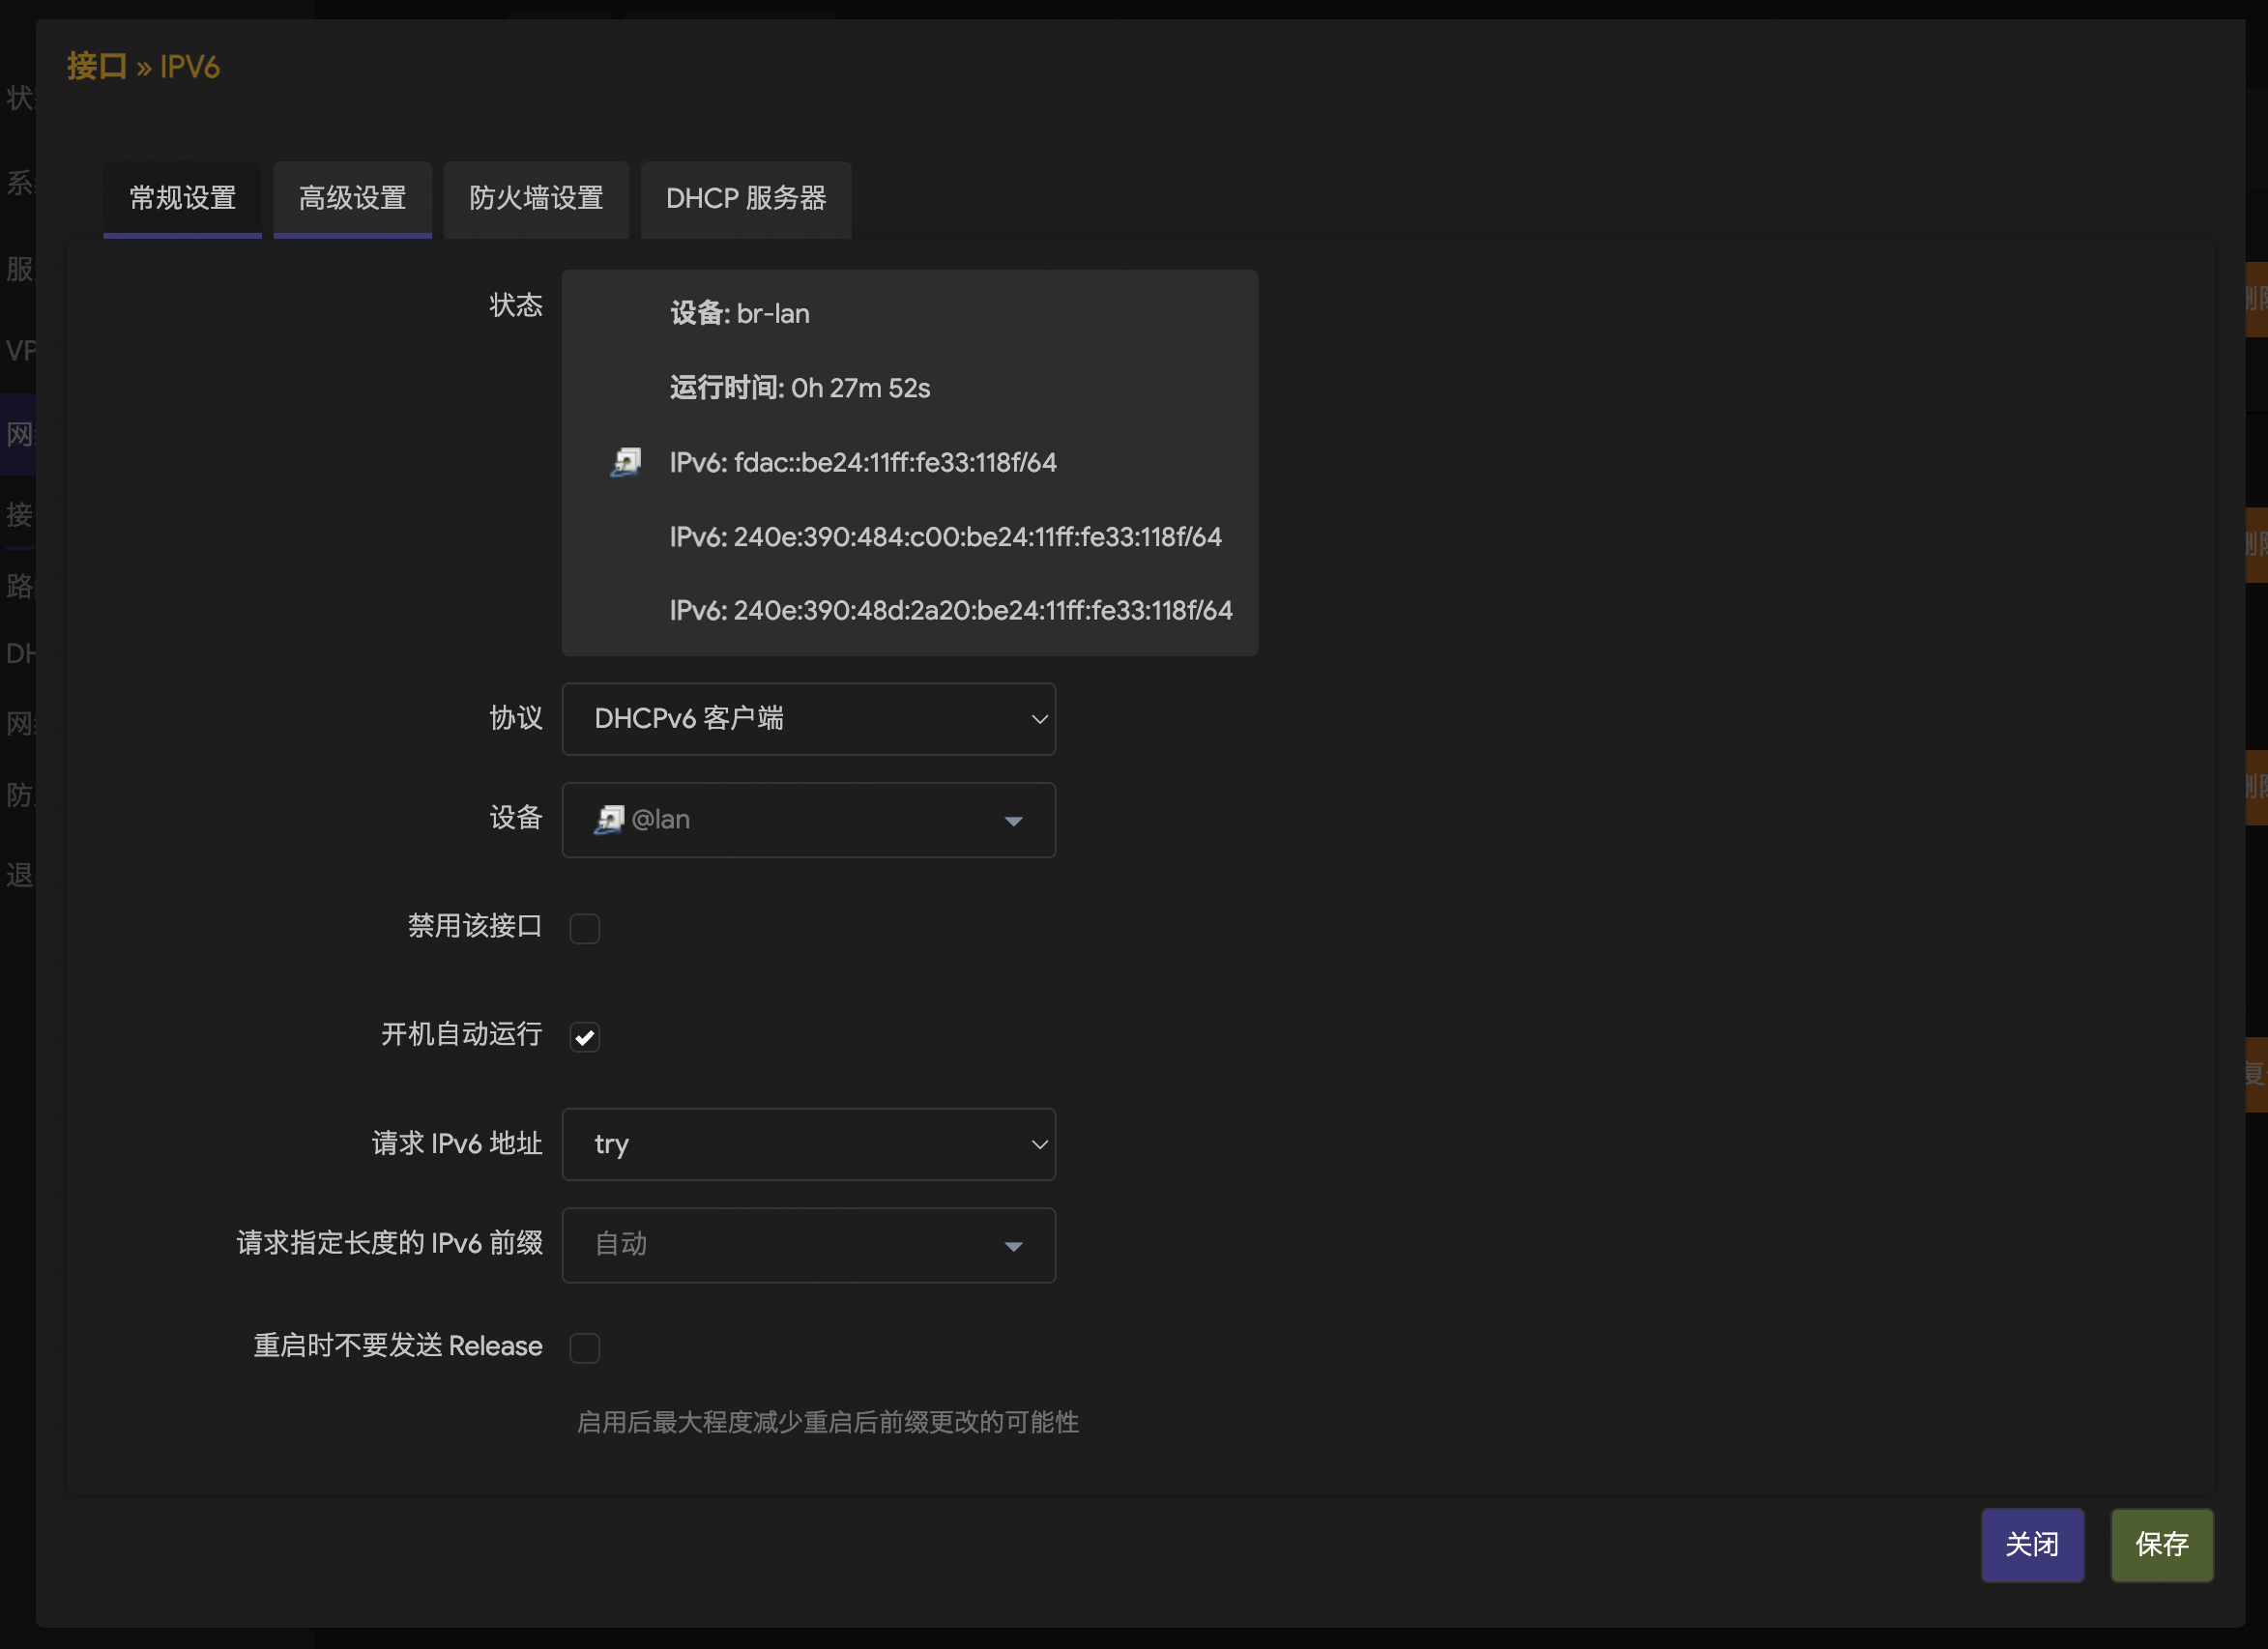 接口 » IPV6
常规设置
高级设置
防火墙设置
DHCP 服务器
状态
设备: br-lan
运行时间: 0h 27m 52s
IPv6: fdac::be24:11ff:fe33:118f/64
IPv6: 240e:390:484:c00:be24:11ff:fe33:118f/64
IPv6: 240e:390:48d:2a20:be24:11ff:fe33:118f/64
协议
DHCPv6 客户端
设备
@lan
禁用该接口
开机自动运行
请求 IPv6 地址
try
请求指定长度的 IPv6 前缀
自动
重启时不要发送 Release
启用后最大程度减少重启后前缀更改的可能性
关闭
保存